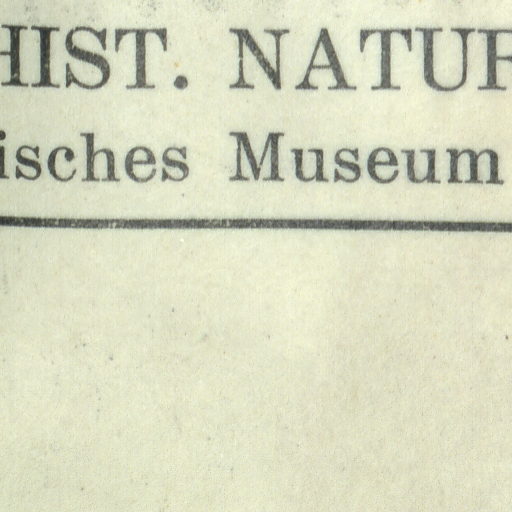 HIST. NATUR
isches Museum